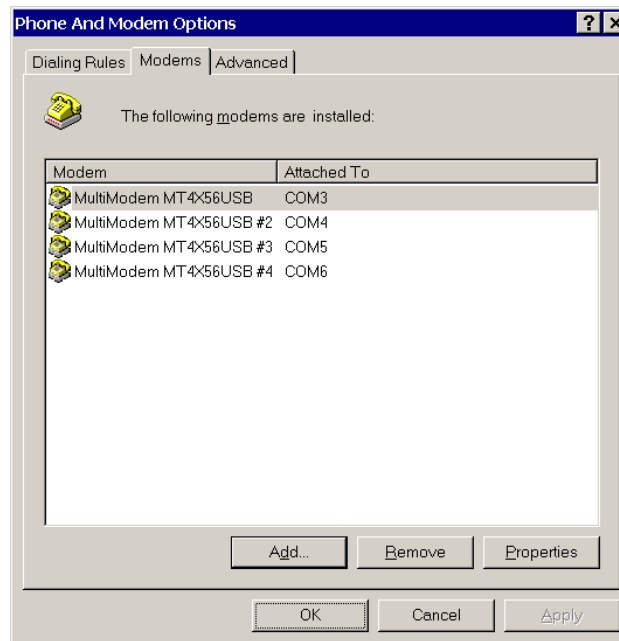 Phone And Modem Options ? ×
Dialing Rules Modems Advanced
The following modems are installed:
Modem Attached To
MultiModem MT4X56USB COM3
MultiModem MT4X56USB #2 COM4
MultiModem MT4X56USB #3 COM5
MultiModem MT4X56USB #4 COM6
Add... Remove Properties
OK Cancel Apply